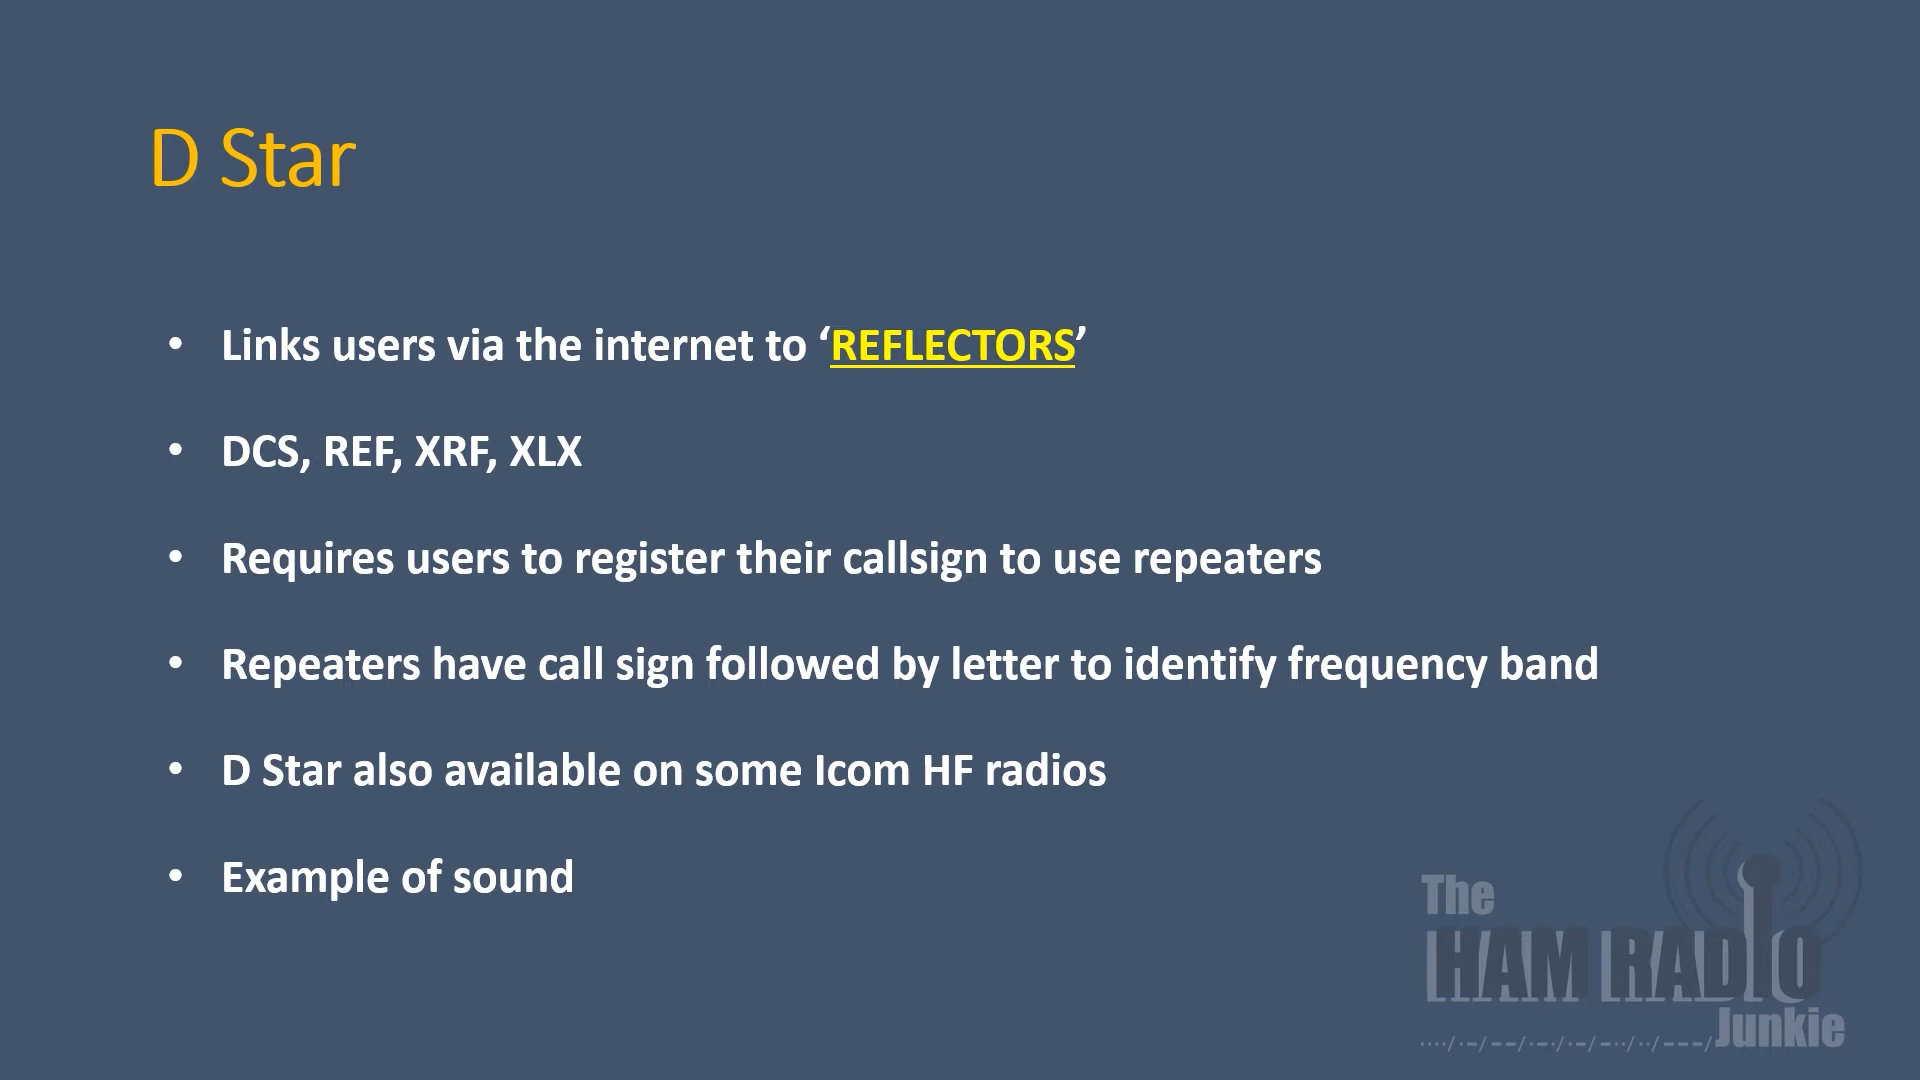 D Star
• Links users via the internet to ‘REFLECTORS’
• DCS, REF, XRF, XLX
• Requires users to register their callsign to use repeaters
• Repeaters have call sign followed by letter to identify frequency band
• D Star also available on some Icom HF radios
• Example of sound
The
HAM RADIO
Junkie
····/·−/−−/·−·/·−/−··/··/−−−/